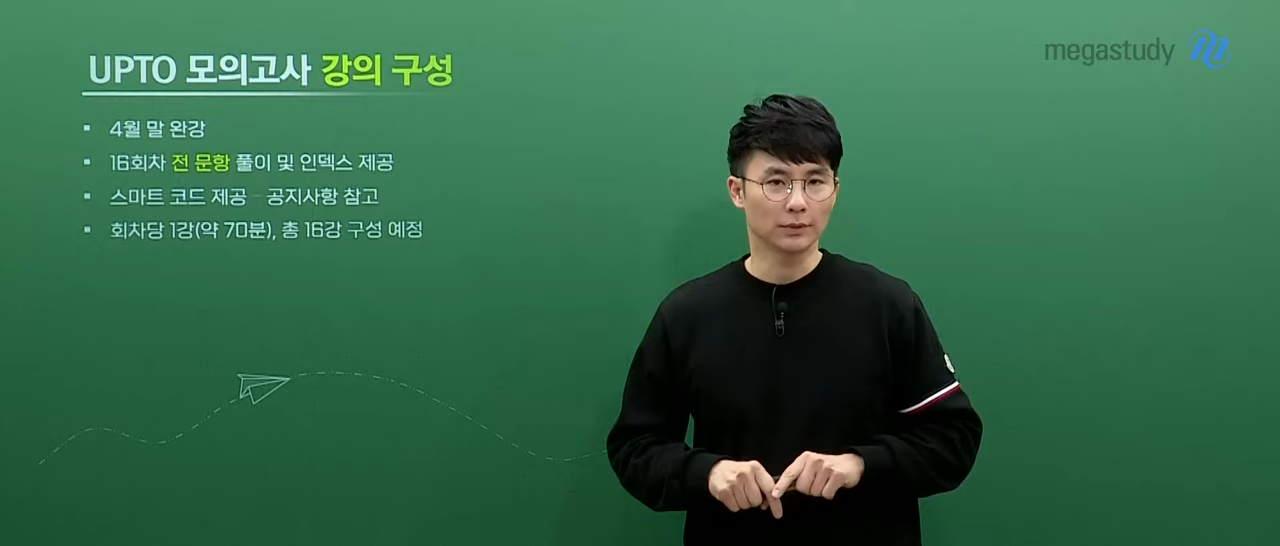 UPTO 모의고사 강의 구성
megastudy
4월 말 완강
16회차 전 문항 풀이 및 인덱스 제공
스마트 코드 제공 - 공지사항 참고
회차당 1강(약 70분), 총 16강 구성 예정